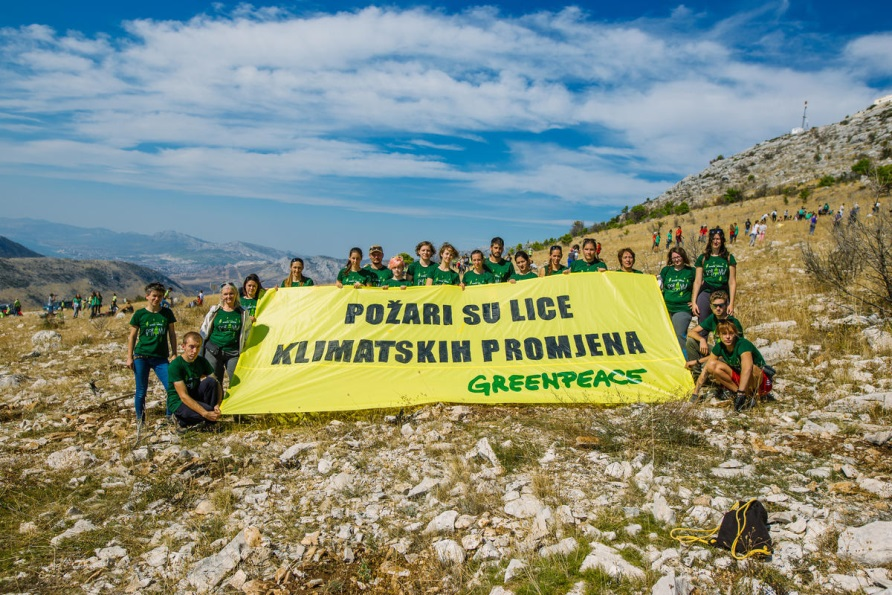 POŽARI SU LICE
KLIMATSKIH PROMJENA
GREENPEACE